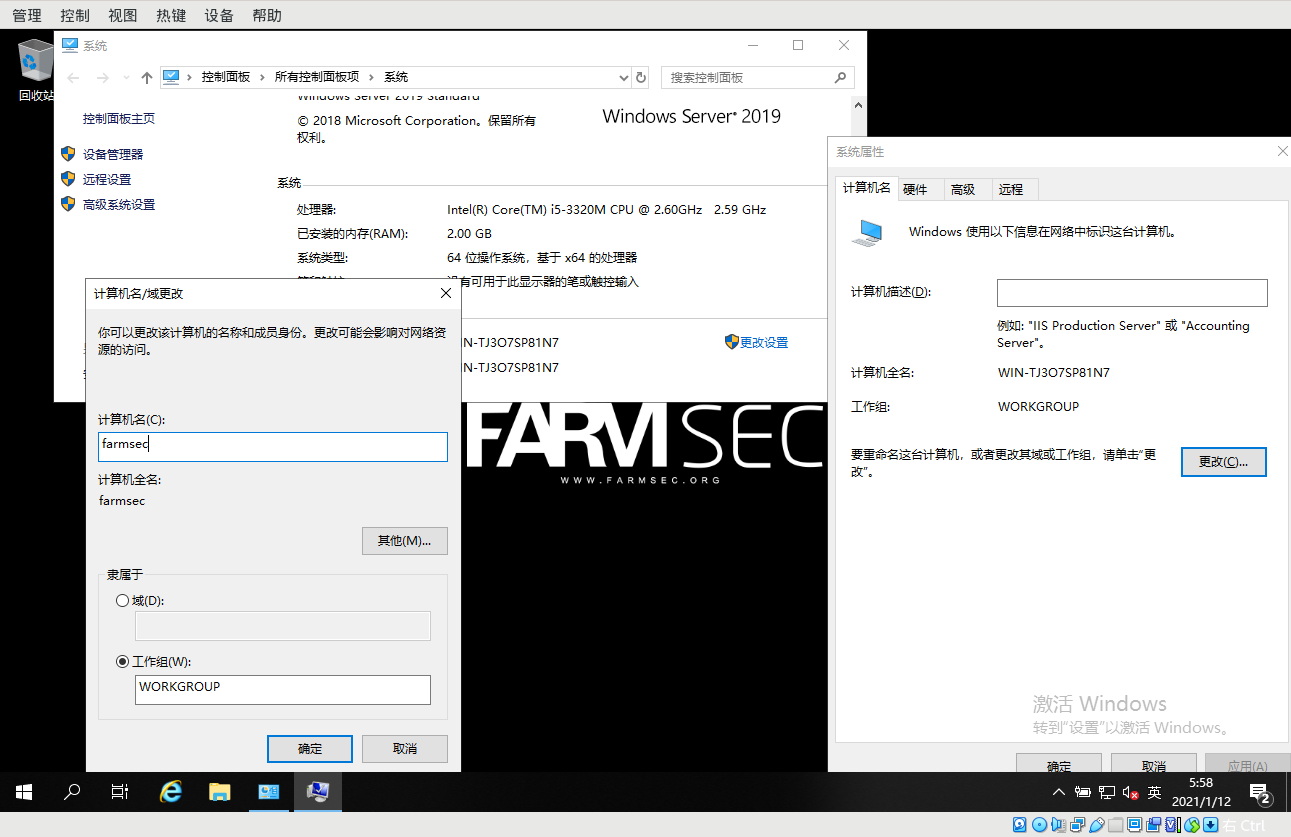 管理 控制 视图 热键 设备 帮助
回收站
系统
控制面板 所有控制面板项 系统
搜索控制面板
控制面板主页
设备管理器
远程设置
高级系统设置
Windows Server 2019 Standard
© 2018 Microsoft Corporation。保留所有
权利。
Windows Server 2019
系统
处理器: Intel(R) Core(TM) i5-3320M CPU @ 2.60GHz 2.59 GHz
已安装的内存(RAM): 2.00 GB
系统类型: 64 位操作系统，基于 x64 的处理器
有可用于此显示器的笔或触控输入
IN-TJ3O7SP81N7
更改设置
IN-TJ3O7SP81N7
计算机名/域更改
你可以更改该计算机的名称和成员身份。更改可能会影响对网络资
源的访问。
计算机名(C):
farmsec
计算机全名:
farmsec
其他(M)...
隶属于
域(D):
工作组(W):
WORKGROUP
确定 取消
FARMSEC
WWW.FARMSEC.ORG
系统属性
计算机名 硬件 高级 远程
Windows 使用以下信息在网络中标识这台计算机。
计算机描述(D):
例如: "IIS Production Server" 或 "Accounting
Server"。
计算机全名: WIN-TJ3O7SP81N7
工作组: WORKGROUP
要重命名这台计算机，或者更改其域或工作组，请单击“更
改”。
更改(C)...
激活 Windows
转到“设置”以激活 Windows。
确定 取消 应用(A)
英
5:58
2021/1/12
2
右 Ctrl